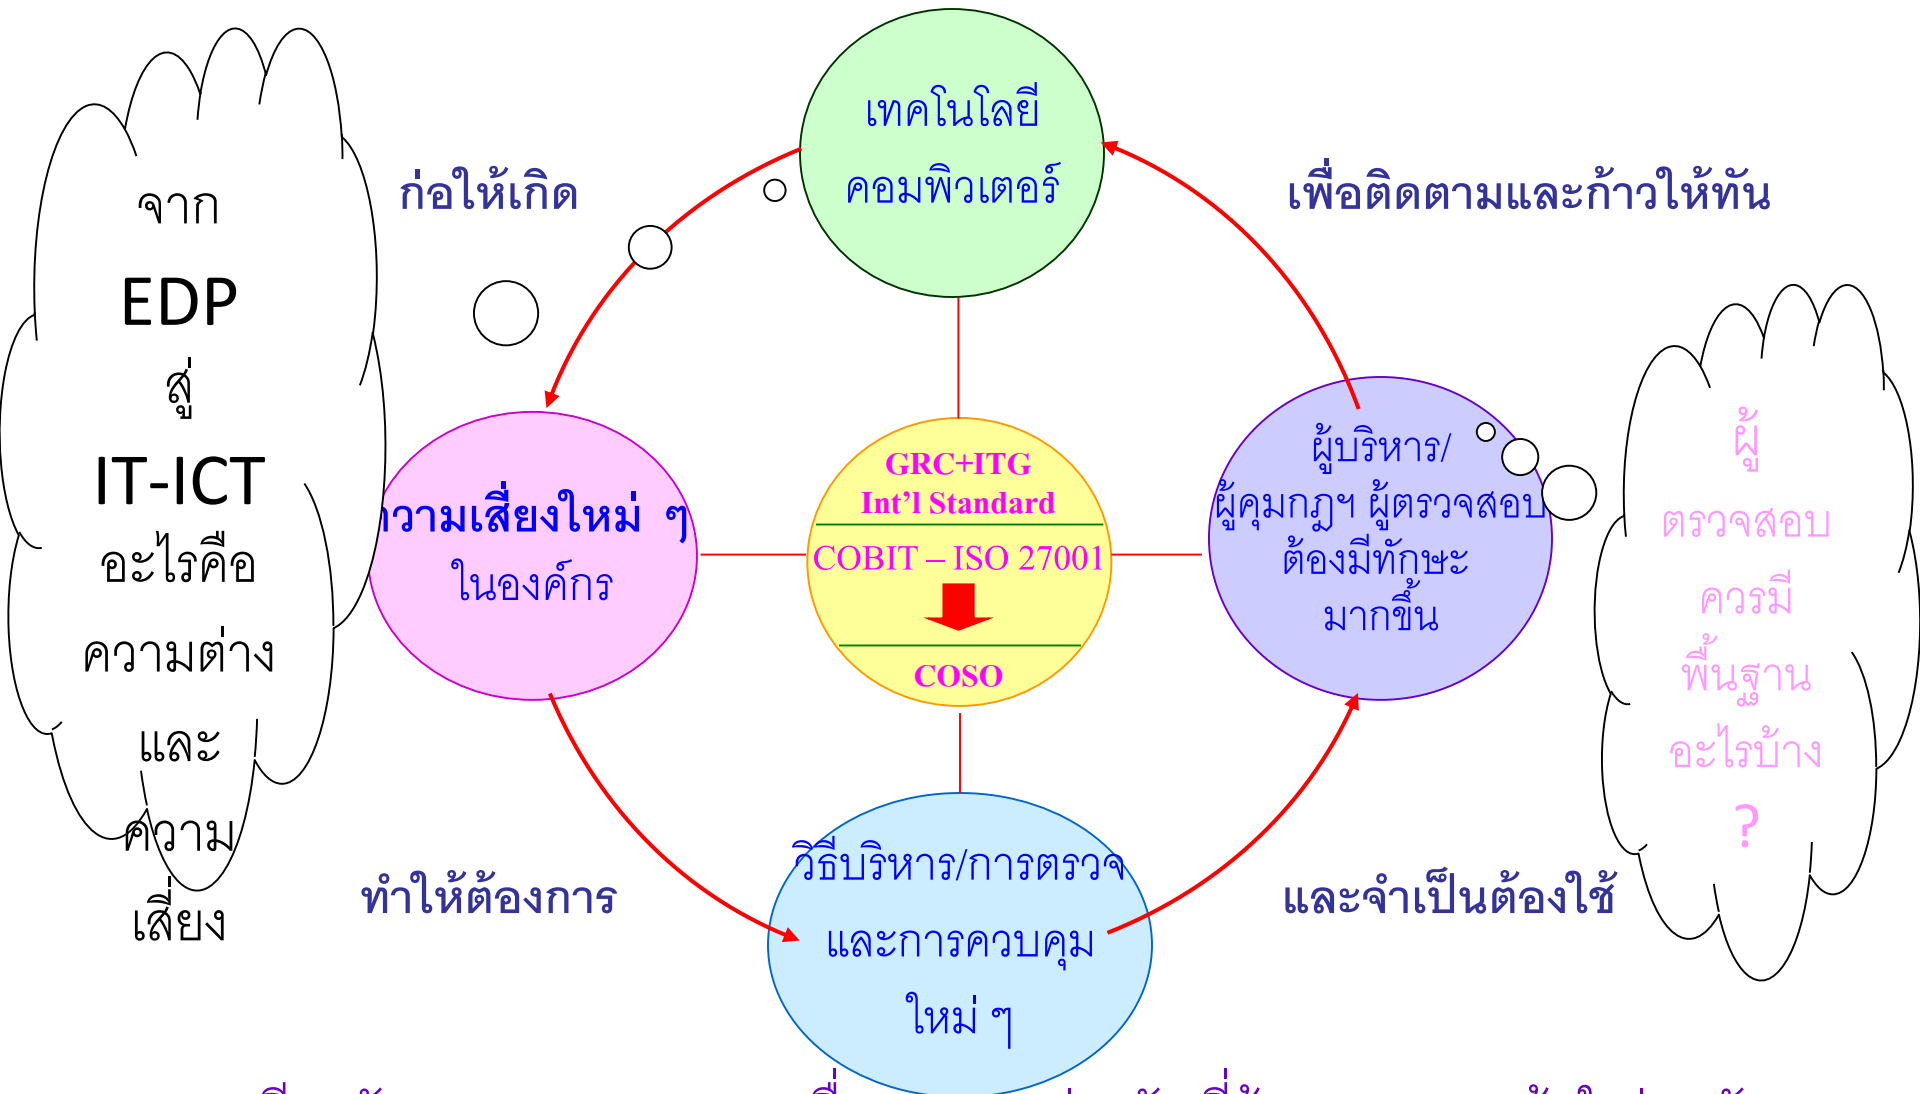 เทคโนโลยี
คอมพิวเตอร์
ก่อให้เกิด
เพื่อติดตามและก้าวให้ทัน
จาก
EDP
สู่
IT-ICT
อะไรคือ
ความต่าง
และ
ความ
เสี่ยง
ความเสี่ยงใหม่ ๆ
ในองค์กร
GRC+ITG
Int’l Standard
COBIT – ISO 27001
COSO
ผู้บริหาร/
ผู้คุมกฎฯ ผู้ตรวจสอบ
ต้องมีทักษะ
มากขึ้น
ผู้
ตรวจสอบ
ควรมี
พื้นฐาน
อะไรบ้าง
?
ทำให้ต้องการ
และจำเป็นต้องใช้
วิธีบริหาร/การตรวจ
และการควบคุม
ใหม่ ๆ